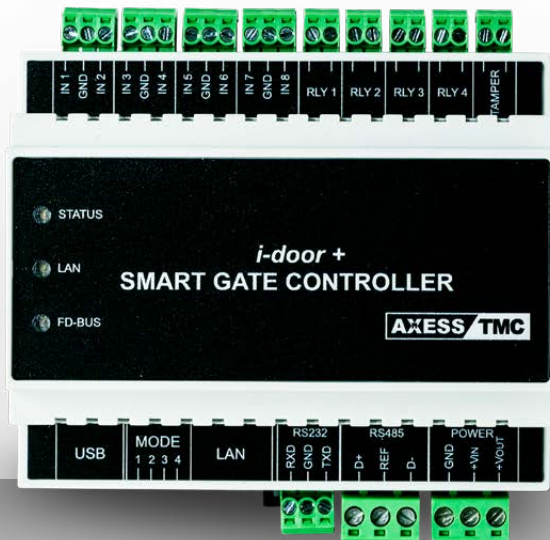 IN 1 GND IN 2 IN 3 GND IN 4 IN 5 GND IN 6 IN 7 GND IN 8 RLY 1 RLY 2 RLY 3 RLY 4 TAMPER
STATUS
LAN
FD-BUS
i-door +
SMART GATE CONTROLLER
AXESS TMC
USB
MODE
1 2 3 4
LAN
RS232
RXD GND TXD
RS485
D+ REF D-
POWER
GND +VIN +VOUT